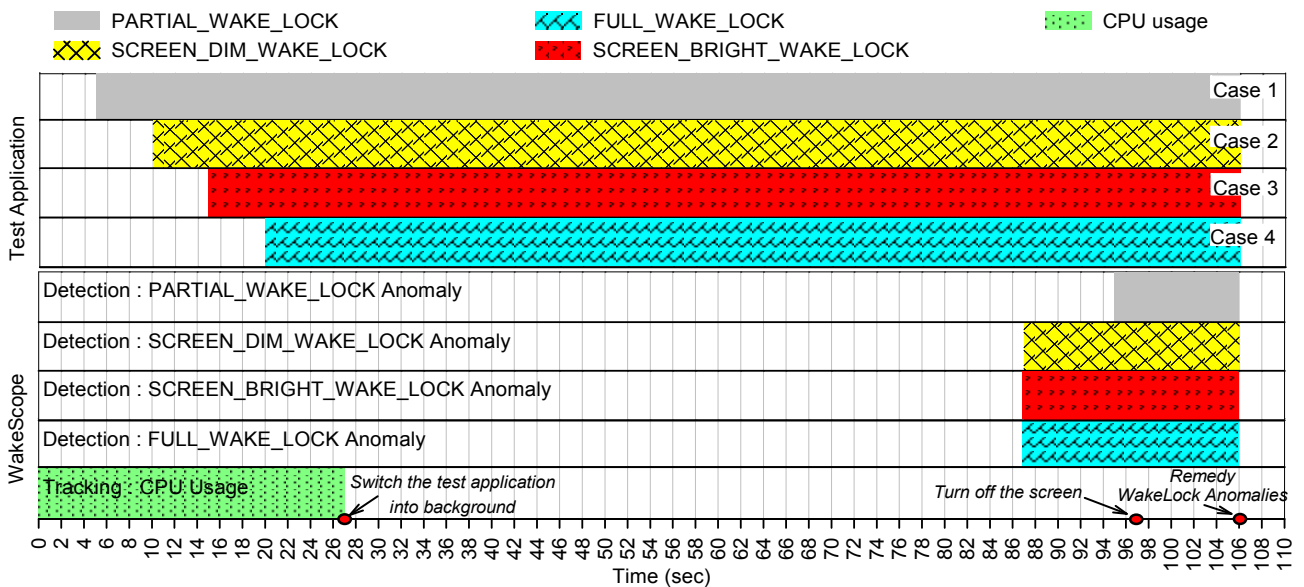 PARTIAL_WAKE_LOCK FULL_WAKE_LOCK CPU usage
SCREEN_DIM_WAKE_LOCK SCREEN_BRIGHT_WAKE_LOCK
Test Application
Case 1
Case 2
Case 3
Case 4
WakeScope
Detection : PARTIAL_WAKE_LOCK Anomaly
Detection : SCREEN_DIM_WAKE_LOCK Anomaly
Detection : SCREEN_BRIGHT_WAKE_LOCK Anomaly
Detection : FULL_WAKE_LOCK Anomaly
Tracking : CPU Usage
Switch the test application
into background
Turn off the screen
Remedy
WakeLock Anomalies
0 2 4 6 8 10 12 14 16 18 20 22 24 26 28 30 32 34 36 38 40 42 44 46 48 50 52 54 56 58 60 62 64 66 68 70 72 74 76 78 80 82 84 86 88 90 92 94 96 98 100 102 104 106 108 110
Time (sec)